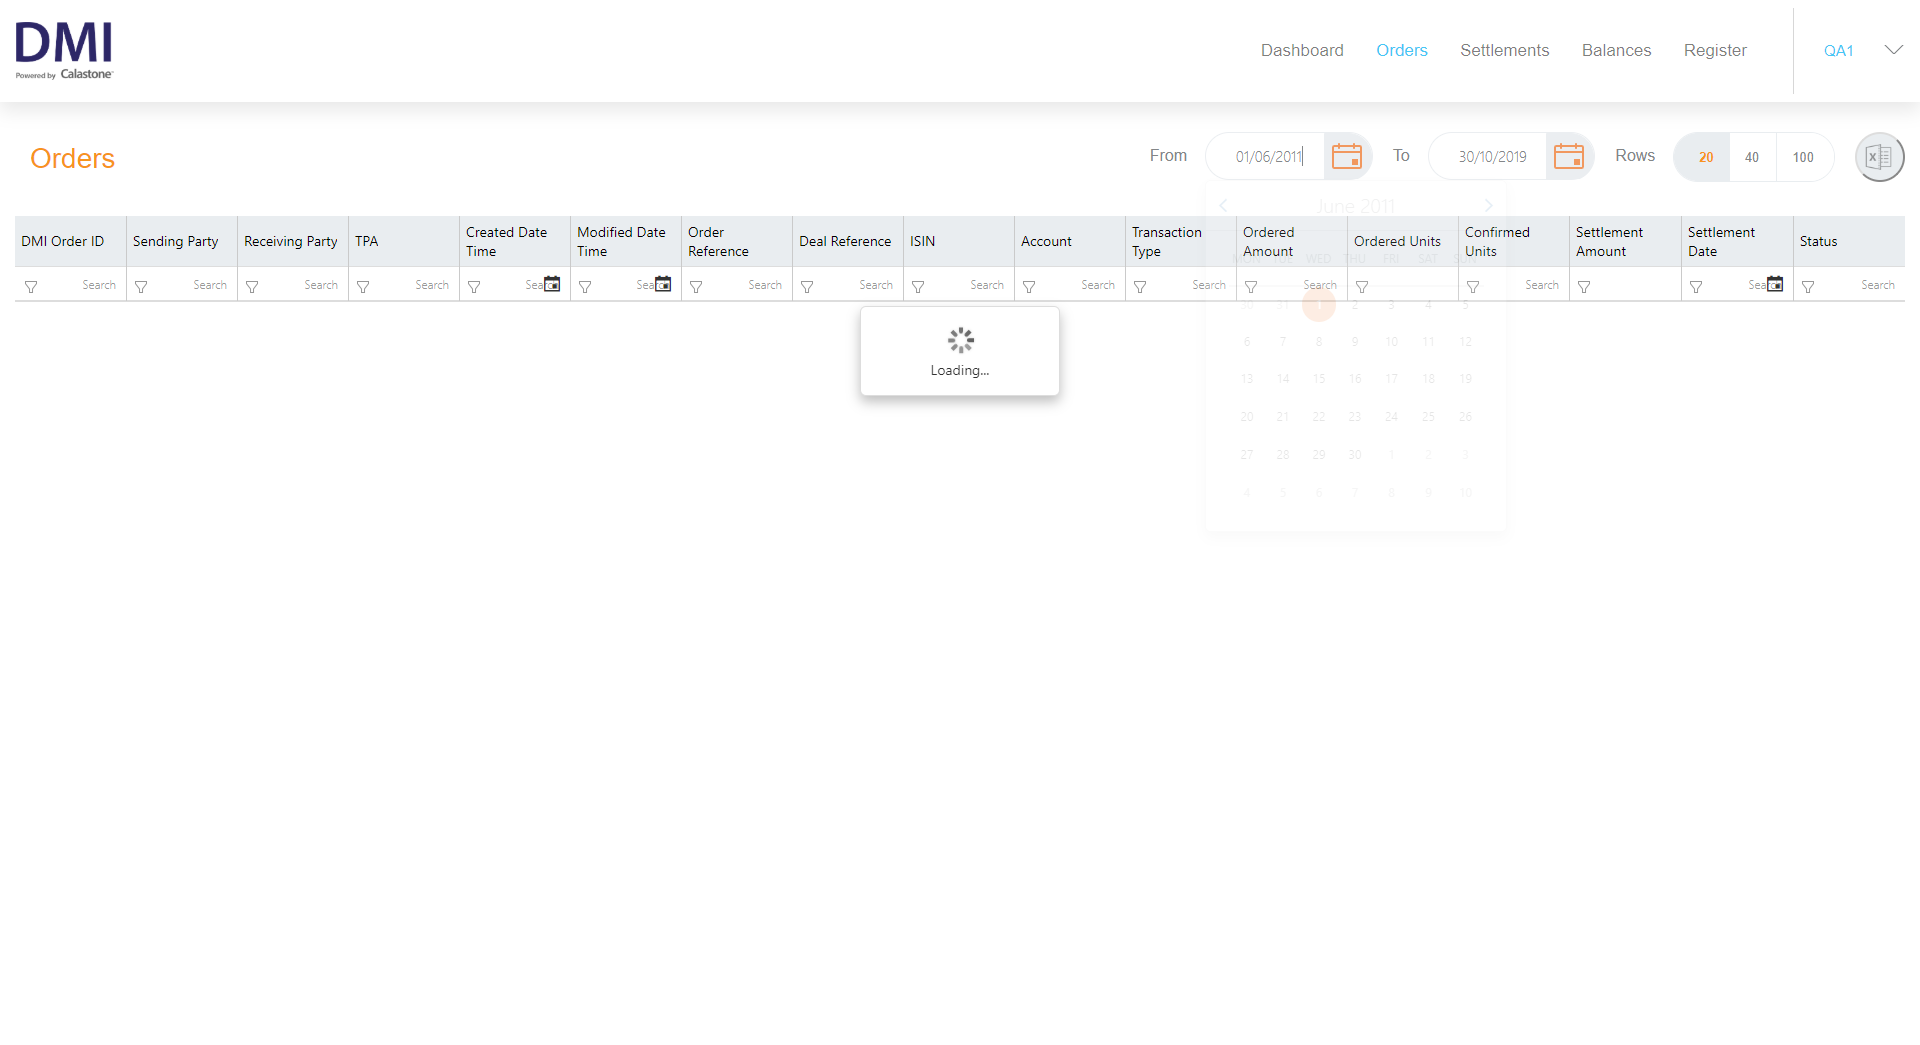 DMI
Powered by Calastone
Dashboard Orders Settlements Balances Register QA1
Orders
From 01/06/2011 To 30/10/2019 Rows 20 40 100
June 2011
DMI Order ID Sending Party Receiving Party TPA Created Date Time Modified Date Time Order Reference Deal Reference ISIN Account Transaction Type Ordered Amount Ordered Units Confirmed Units Settlement Amount Settlement Date Status
MON TUE WED THU FRI SAT SUN
Search Search Search Search Search Search Search Search Search Search Search Search Search Search Search
30 31 1 2 3 4 5
6 7 8 9 10 11 12
Loading...
13 14 15 16 17 18 19
20 21 22 23 24 25 26
27 28 29 30 1 2 3
4 5 6 7 8 9 10